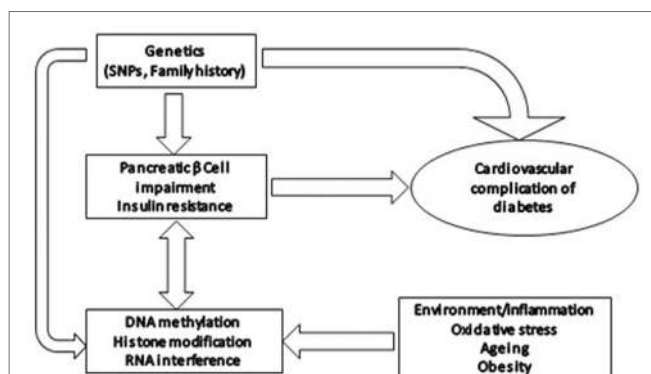 Genetics
(SNPs, Family history)
Pancreatic β Cell
impairment
Insulin resistance
Cardiovascular
complication of
diabetes
DNA methylation
Histone modification
RNA interference
Environment/Inflammation
Oxidative stress
Ageing
Obesity